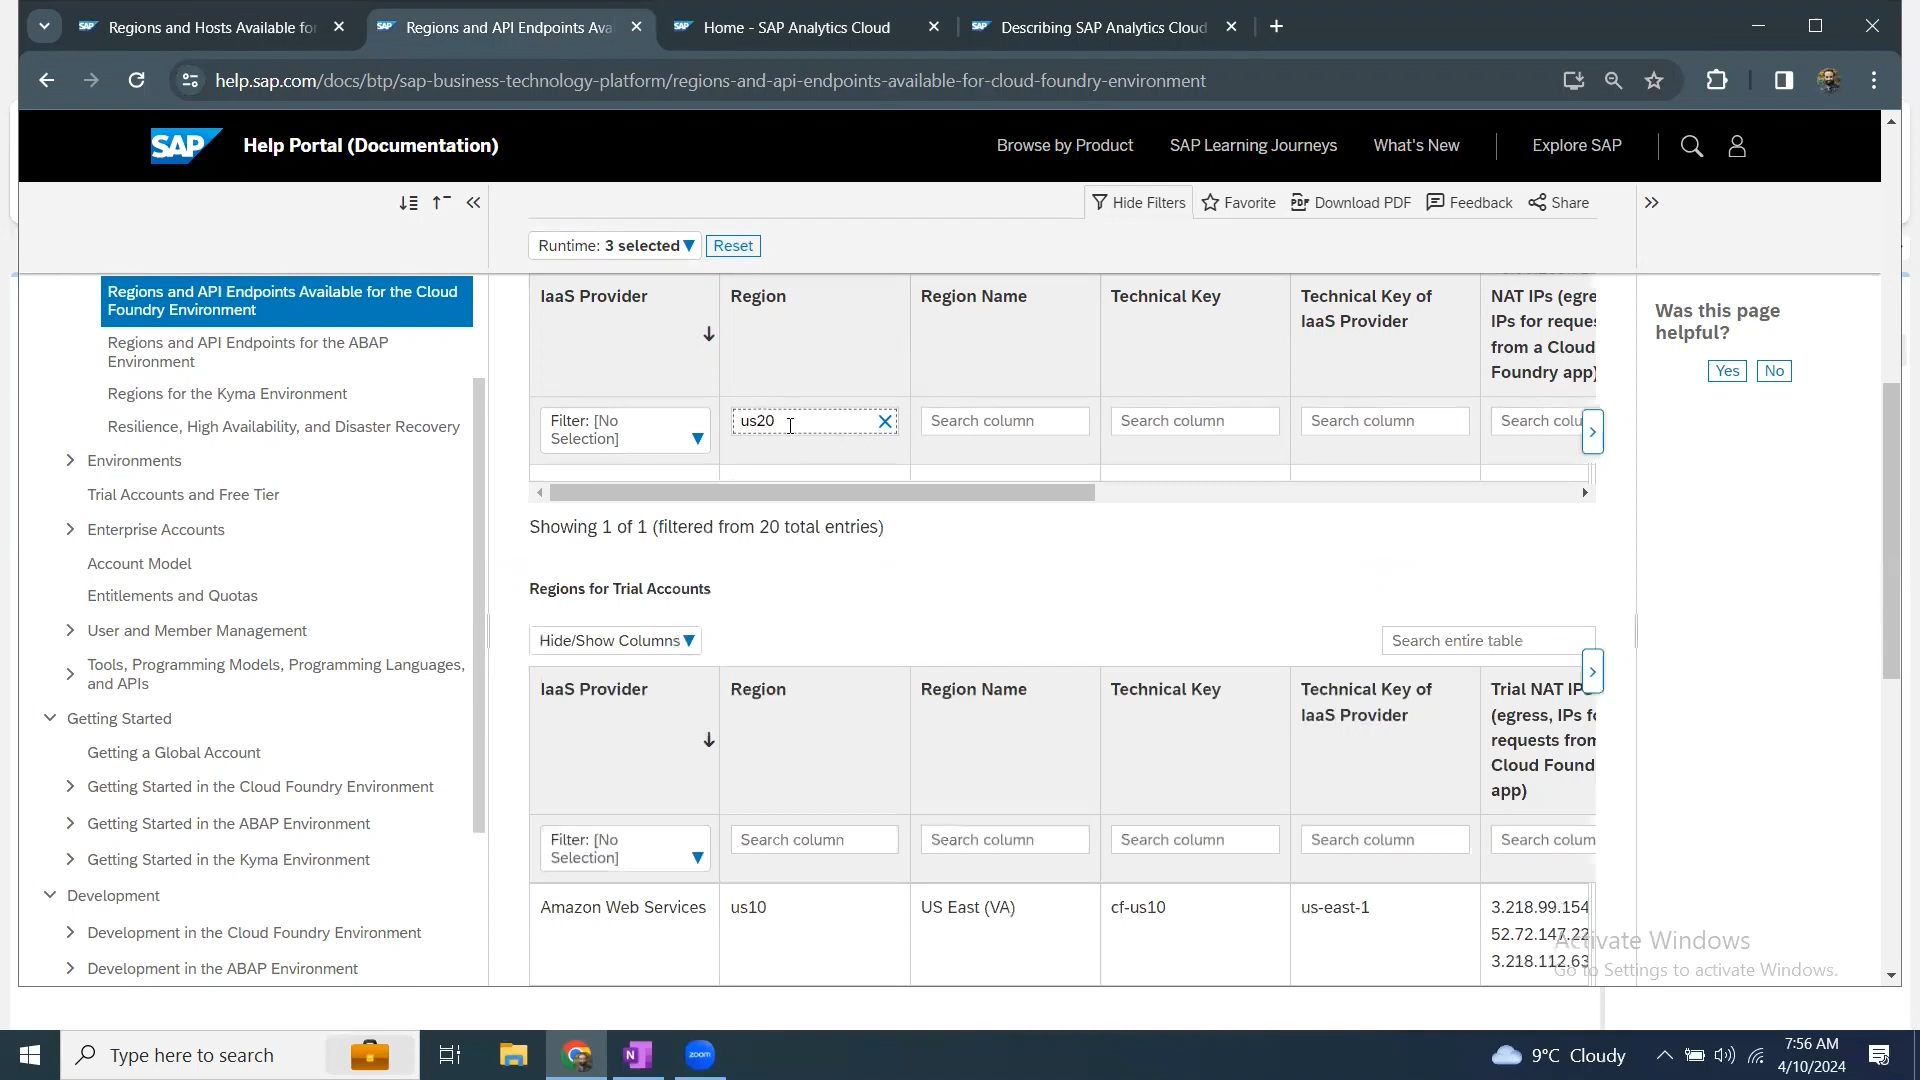 Regions and Hosts Available for
Regions and API Endpoints Ava
Home - SAP Analytics Cloud
Describing SAP Analytics Cloud
help.sap.com/docs/btp/sap-business-technology-platform/regions-and-api-endpoints-available-for-cloud-foundry-environment
SAP
Help Portal (Documentation)
Browse by Product
SAP Learning Journeys
What's New
Explore SAP
Hide Filters
Favorite
PDF Download PDF
Feedback
Share
Runtime: 3 selected
Reset
Regions and API Endpoints Available for the Cloud
Foundry Environment
Regions and API Endpoints for the ABAP
Environment
Regions for the Kyma Environment
Resilience, High Availability, and Disaster Recovery
Environments
Trial Accounts and Free Tier
Enterprise Accounts
Account Model
Entitlements and Quotas
User and Member Management
Tools, Programming Models, Programming Languages,
and APIs
Getting Started
Getting a Global Account
Getting Started in the Cloud Foundry Environment
Getting Started in the ABAP Environment
Getting Started in the Kyma Environment
Development
Development in the Cloud Foundry Environment
Development in the ABAP Environment
IaaS Provider
Region
Region Name
Technical Key
Technical Key of
IaaS Provider
NAT IPs (egre
IPs for reques
from a Cloud
Foundry app)
Filter: [No
Selection]
us20
Search column
Search column
Search column
Search colu
Showing 1 of 1 (filtered from 20 total entries)
Regions for Trial Accounts
Hide/Show Columns
Search entire table
IaaS Provider
Region
Region Name
Technical Key
Technical Key of
IaaS Provider
Trial NAT IPs
(egress, IPs fo
requests from
Cloud Found
app)
Filter: [No
Selection]
Search column
Search column
Search column
Search column
Search colum
Amazon Web Services
us10
US East (VA)
cf-us10
us-east-1
3.218.99.154
52.72.147.22
3.218.112.63
Was this page
helpful?
Yes
No
Activate Windows
Go to Settings to activate Windows.
Type here to search
N
zoom
9°C Cloudy
7:56 AM
4/10/2024